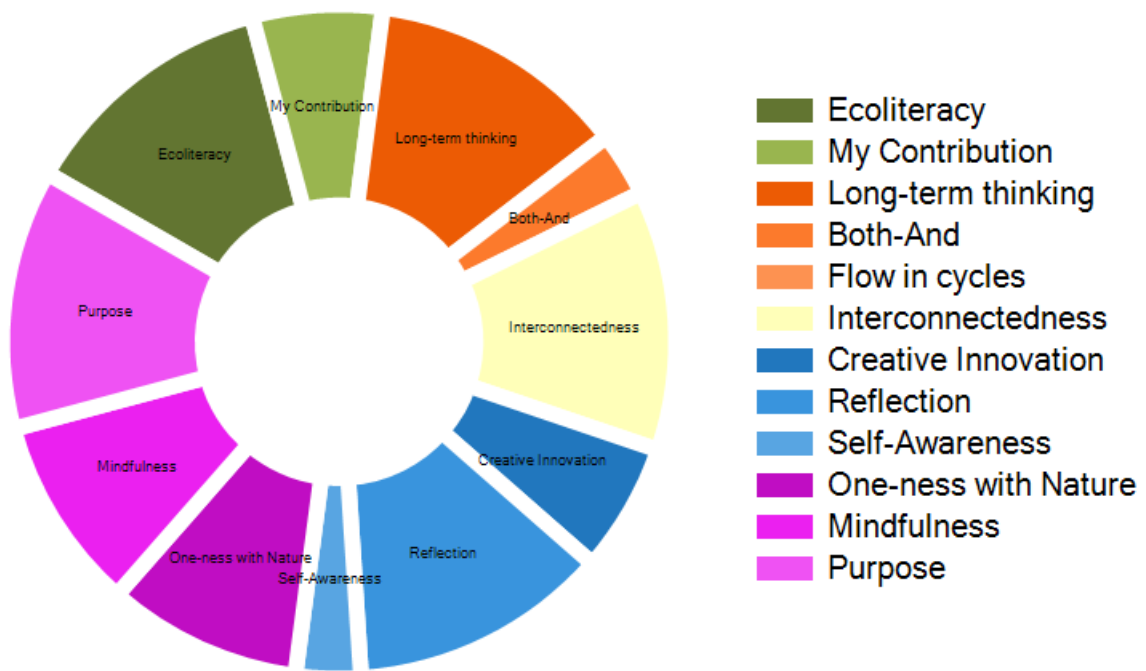 My Contribution
Long-term thinking
Ecoliteracy
Both-And
Purpose
Interconnectedness
Mindfulness
Creative Innovation
One-ness with Nature
Reflection
Self-Awareness
Ecoliteracy
My Contribution
Long-term thinking
Both-And
Flow in cycles
Interconnectedness
Creative Innovation
Reflection
Self-Awareness
One-ness with Nature
Mindfulness
Purpose